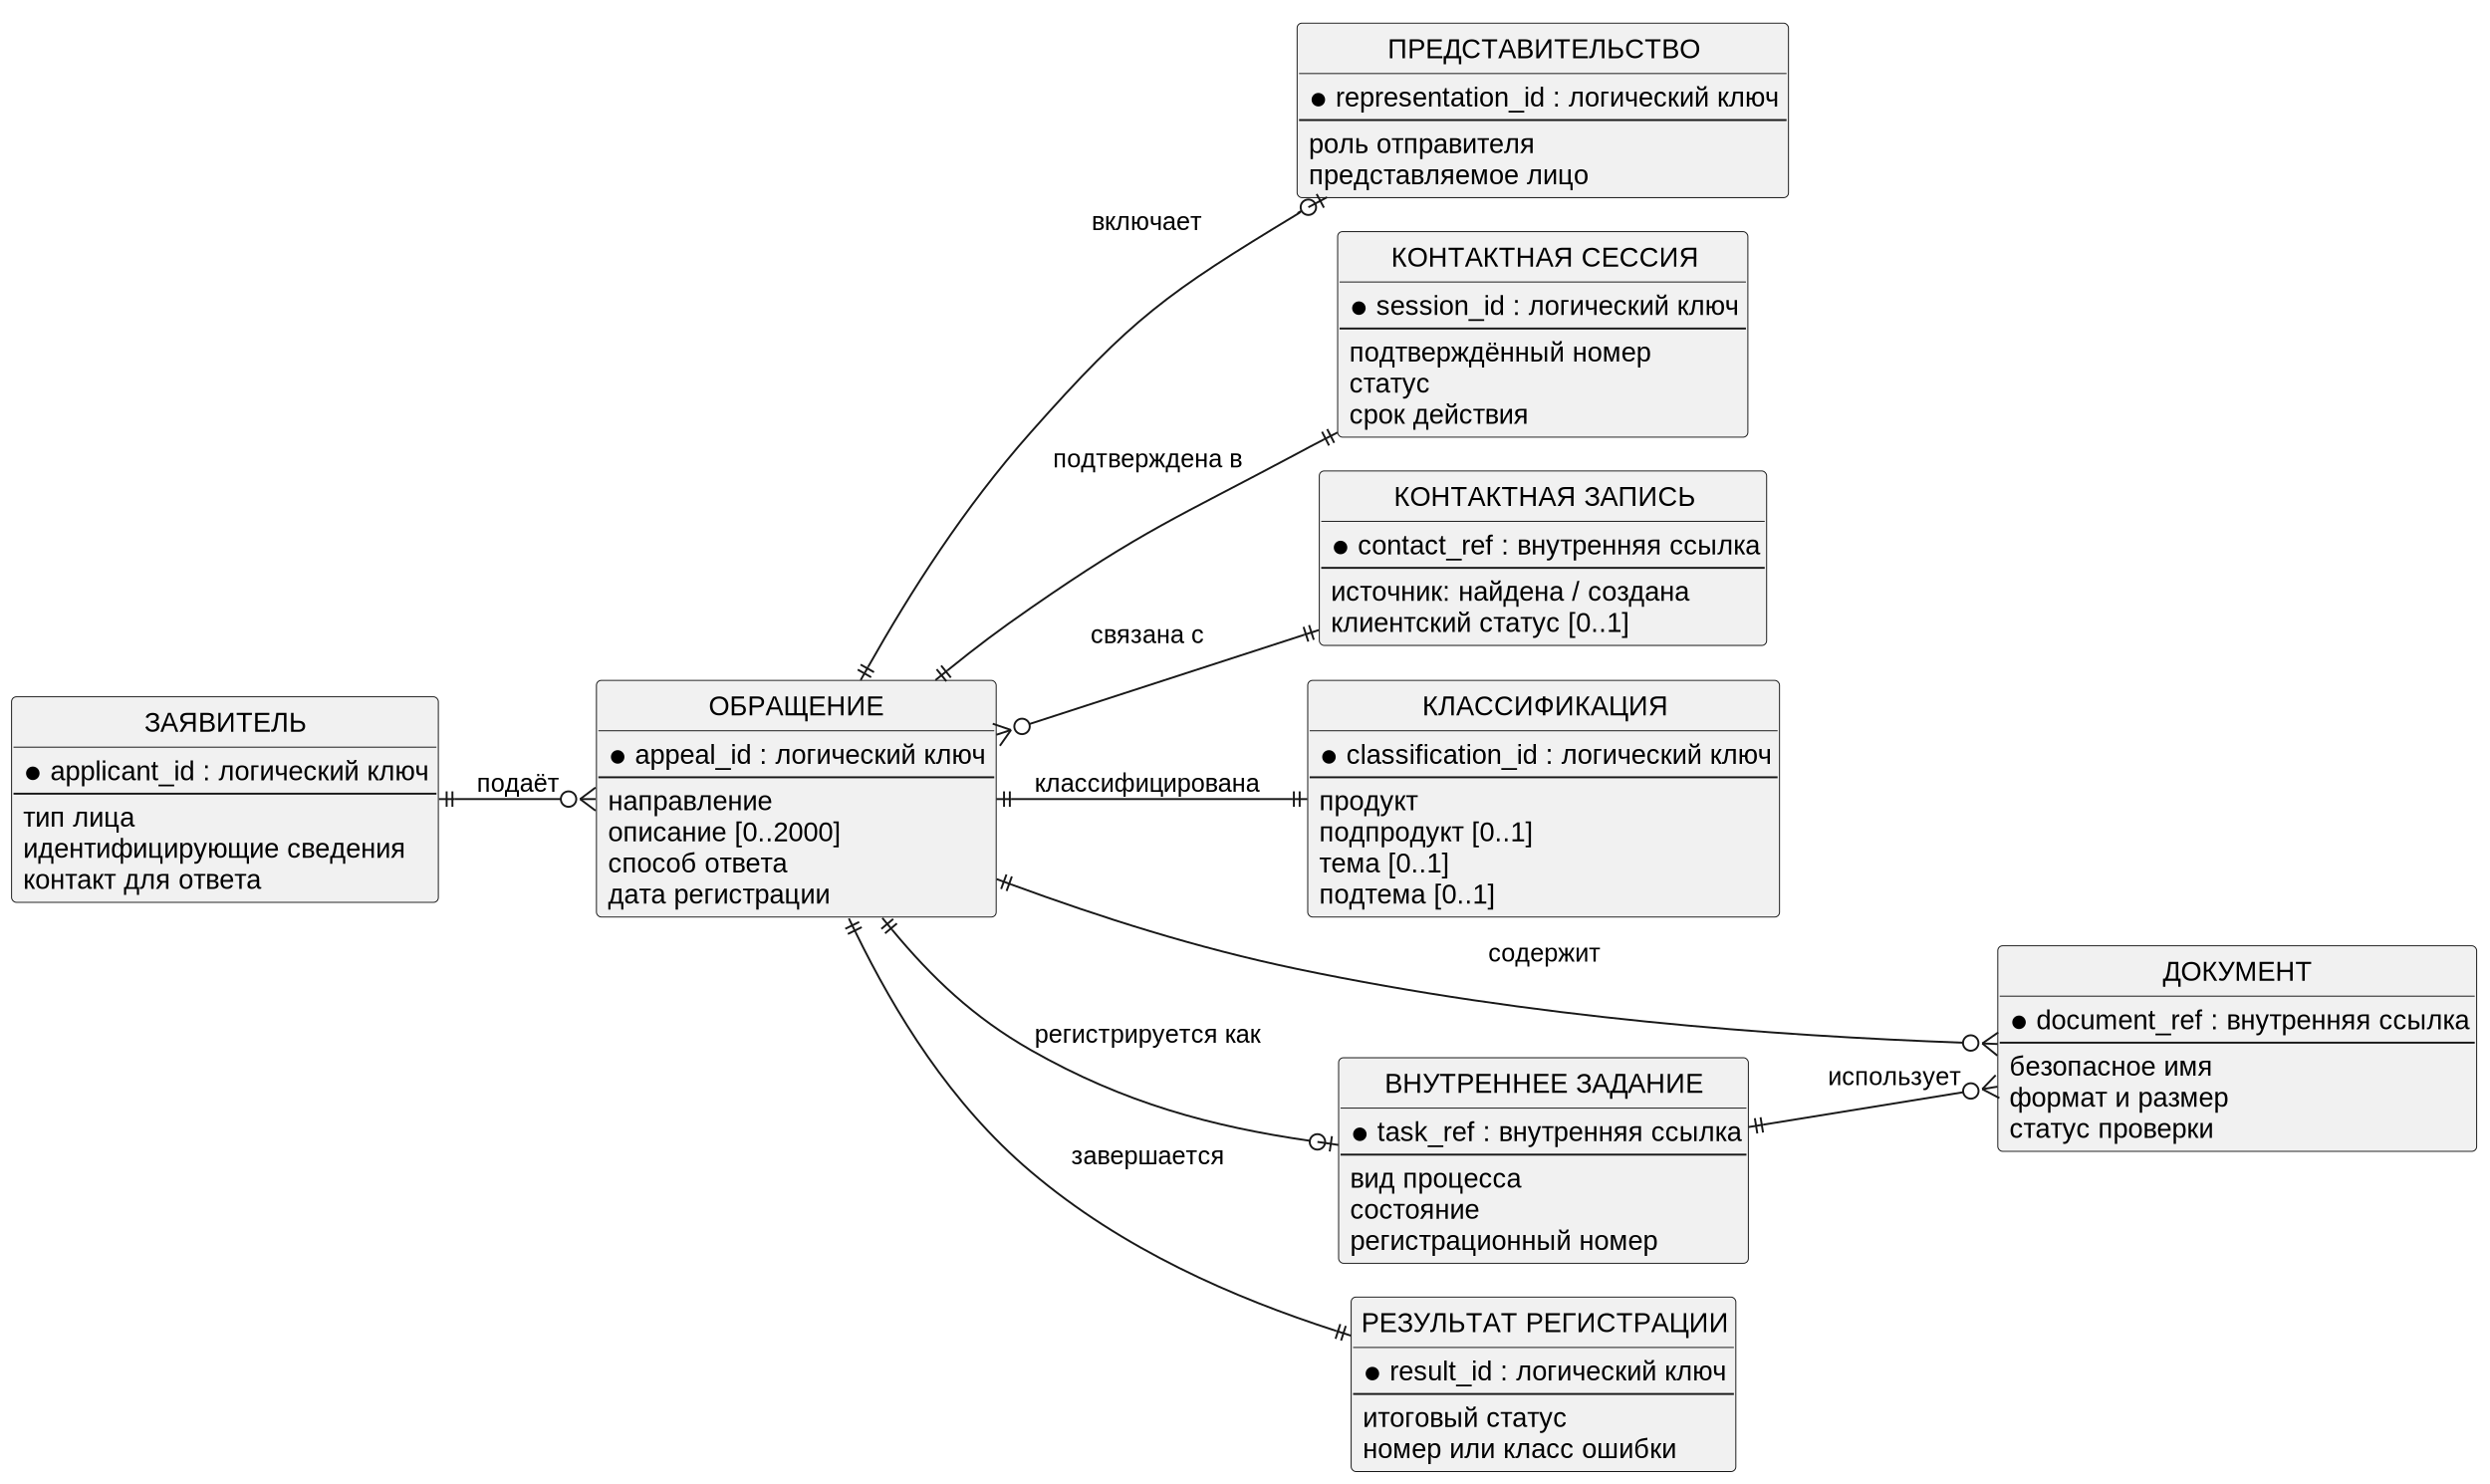 ПРЕДСТАВИТЕЛЬСТВО
representation_id : логический ключ
роль отправителя
представляемое лицо
включает
КОНТАКТНАЯ СЕССИЯ
session_id : логический ключ
подтверждённый номер
статус
срок действия
подтверждена в
КОНТАКТНАЯ ЗАПИСЬ
contact_ref : внутренняя ссылка
источник: найдена / создана
клиентский статус [0..1]
связана с
ЗАЯВИТЕЛЬ
applicant_id : логический ключ
тип лица
идентифицирующие сведения
контакт для ответа
подаёт
ОБРАЩЕНИЕ
appeal_id : логический ключ
направление
описание [0..2000]
способ ответа
дата регистрации
классифицирована
КЛАССИФИКАЦИЯ
classification_id : логический ключ
продукт
подпродукт [0..1]
тема [0..1]
подтема [0..1]
содержит
ДОКУМЕНТ
document_ref : внутренняя ссылка
безопасное имя
формат и размер
статус проверки
регистрируется как
использует
ВНУТРЕННЕЕ ЗАДАНИЕ
task_ref : внутренняя ссылка
вид процесса
состояние
регистрационный номер
завершается
РЕЗУЛЬТАТ РЕГИСТРАЦИИ
result_id : логический ключ
итоговый статус
номер или класс ошибки